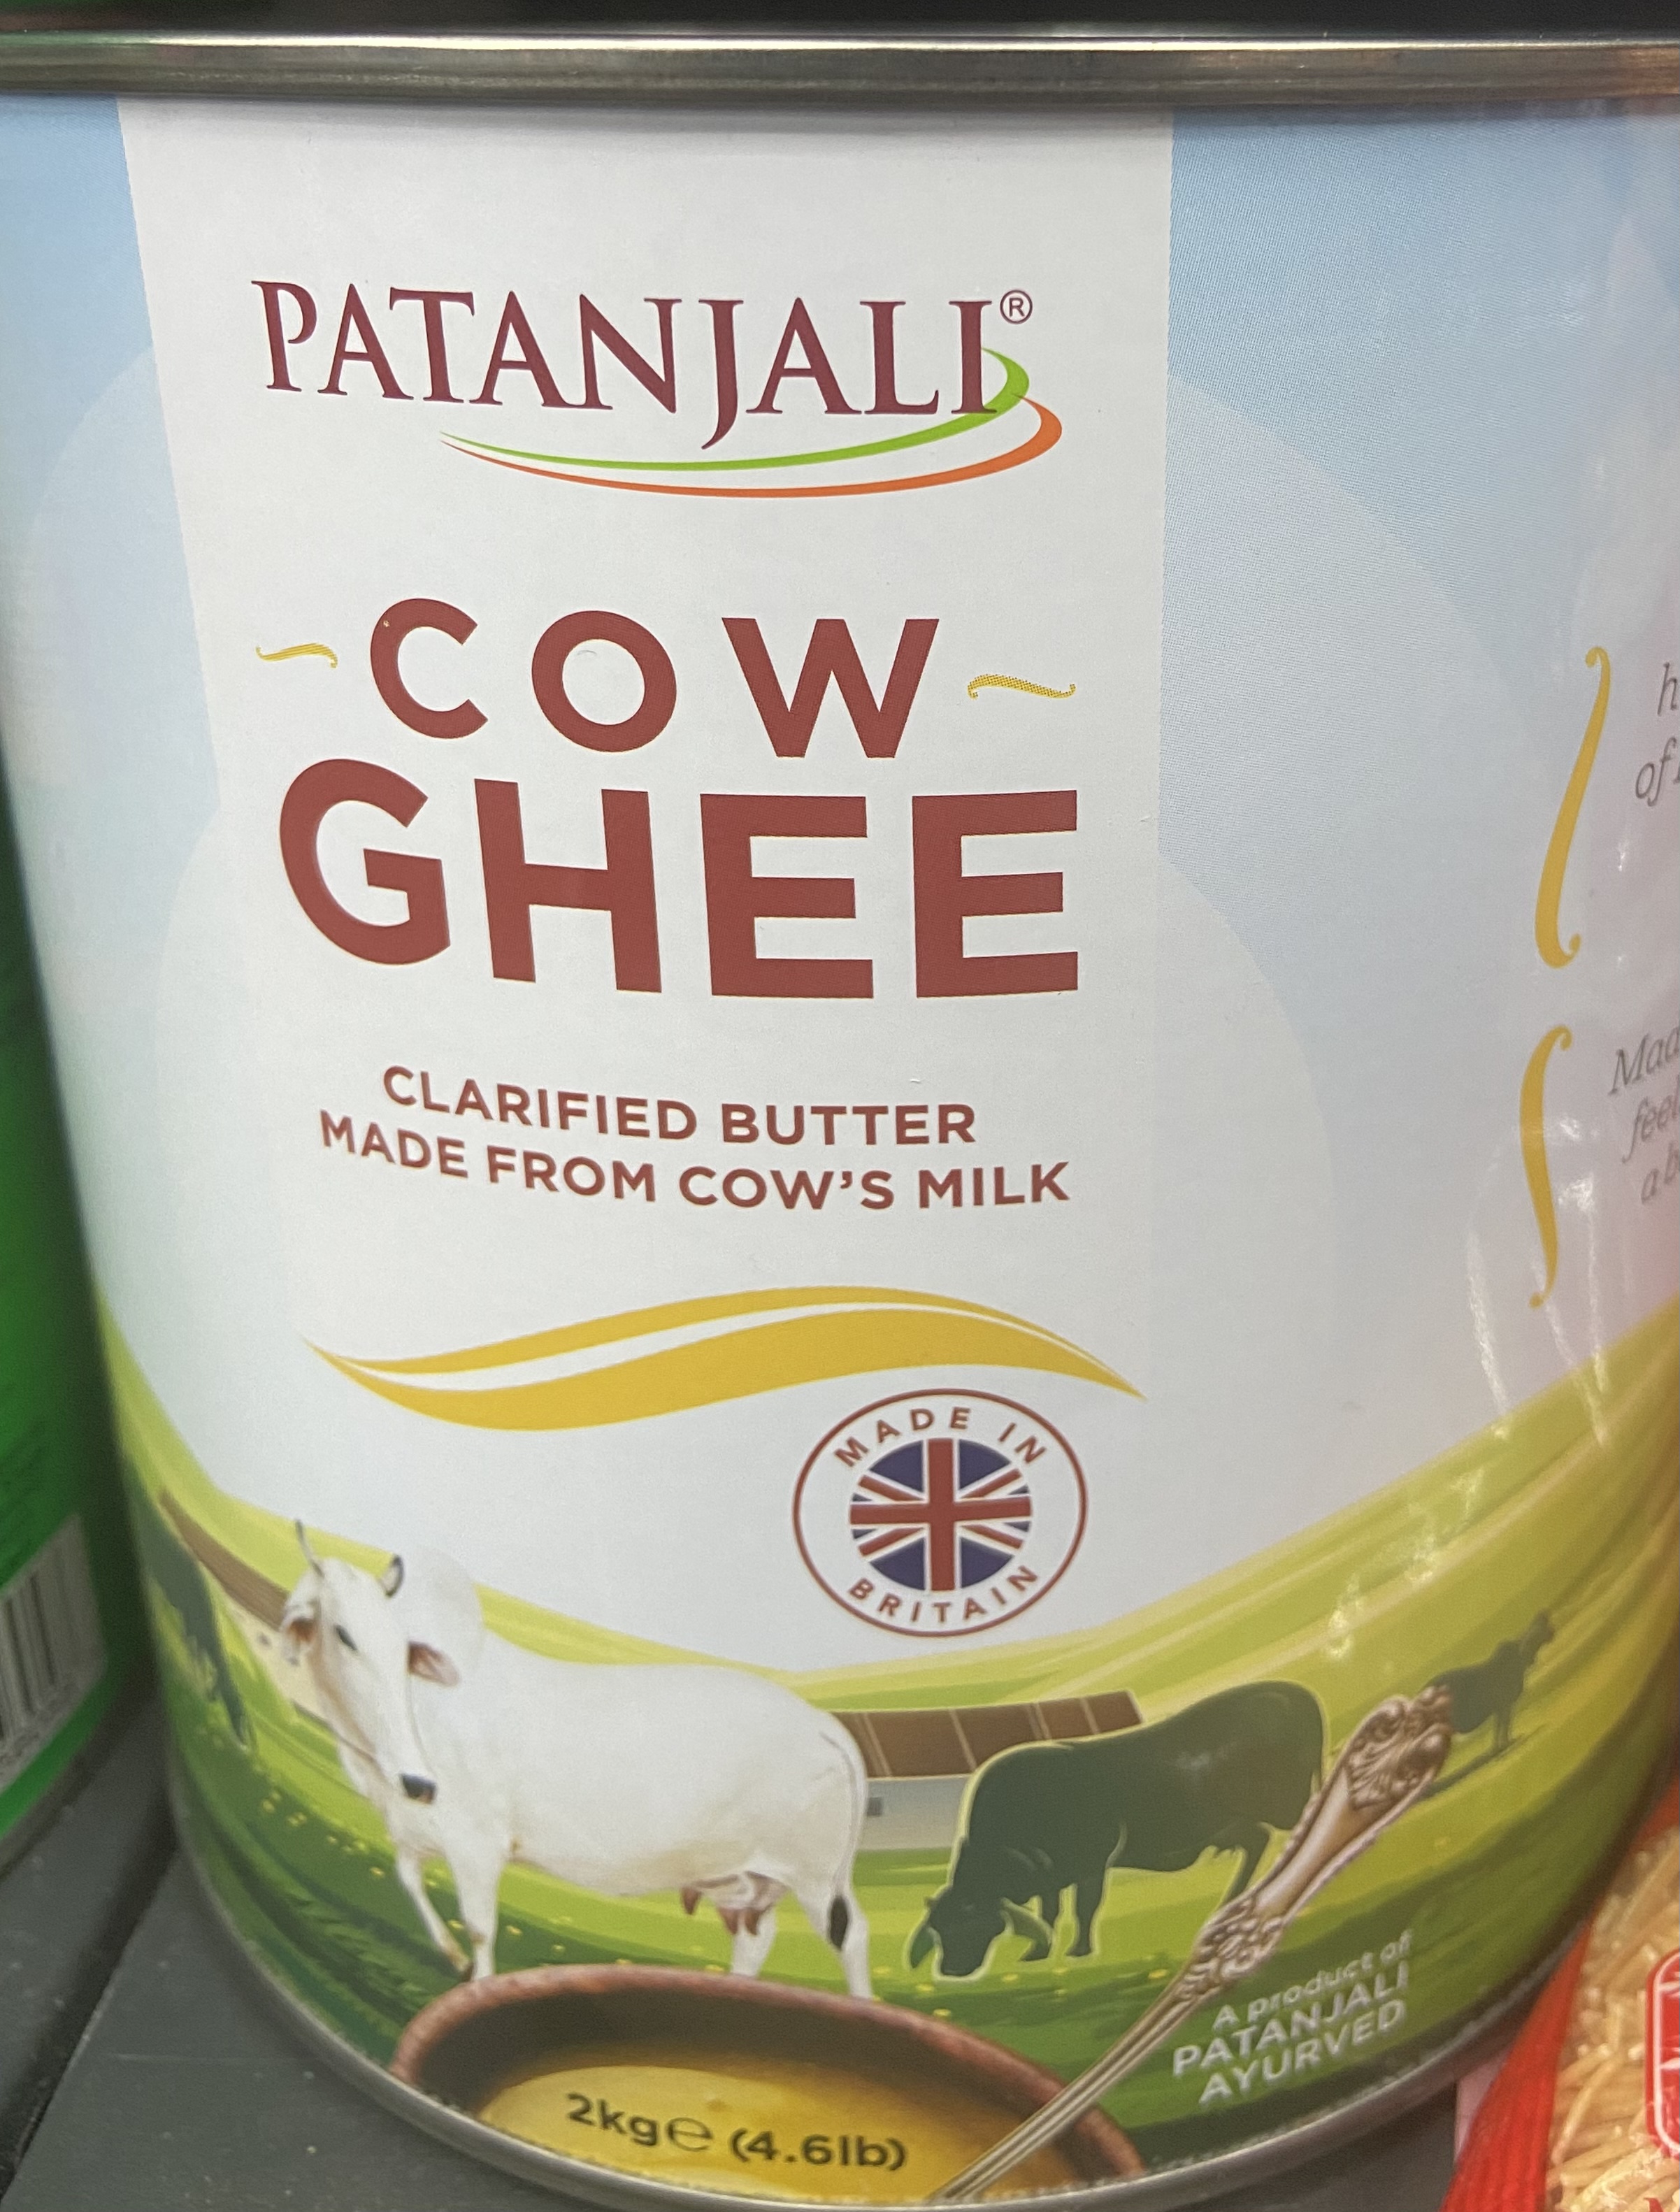 PATANJALI®
COW
GHEE
CLARIFIED BUTTER
MADE FROM COW'S MILK
MADE IN
BRITAIN
A product of
PATANJALI
AYURVED
2kg℮ (4.6lb)